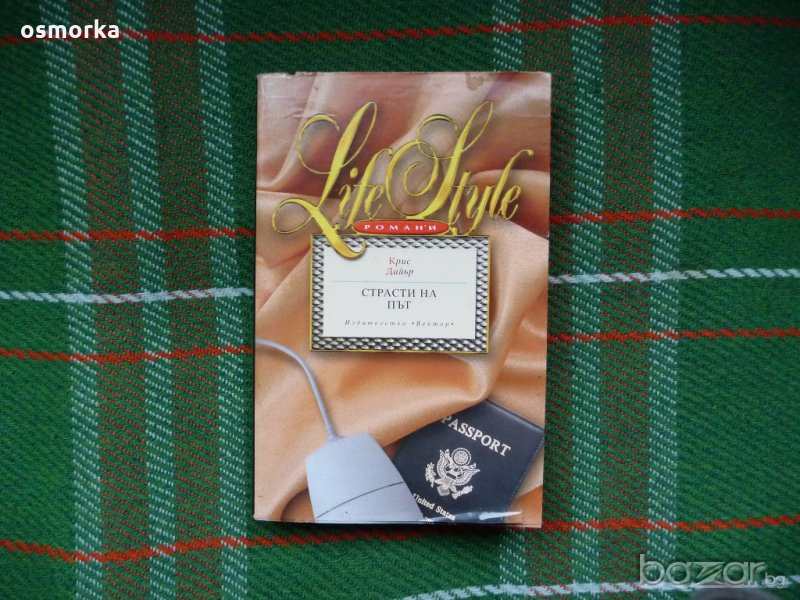 osmorka
Life Style
РОМАНИ
Крис
Дайър
СТРАСТИ НА
ПЪТ
Издателство •Вектор•
PASSPORT
United States
bazar.bg